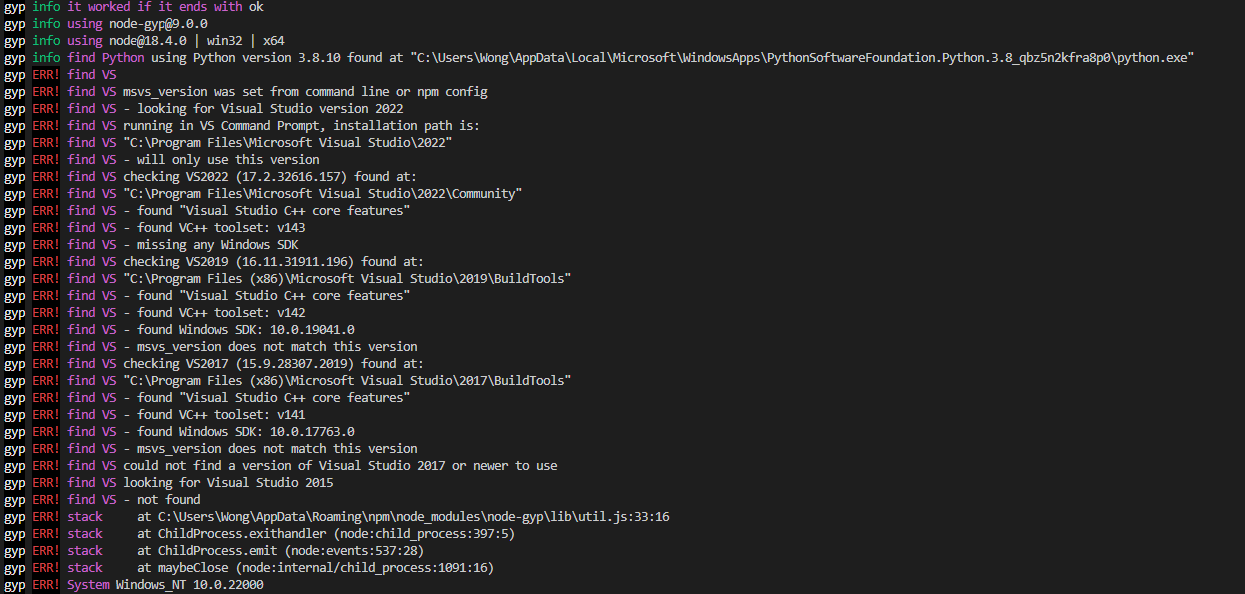 gyp info it worked if it ends with ok
gyp info using node-gyp@9.0.0
gyp info using node@18.4.0 | win32 | x64
gyp info find Python using Python version 3.8.10 found at "C:\Users\Wong\AppData\Local\Microsoft\WindowsApps\PythonSoftwareFoundation.Python.3.8_qbz5n2kfra8p0\python.exe"
gyp ERR! find VS
gyp ERR! find VS msvs_version was set from command line or npm config
gyp ERR! find VS - looking for Visual Studio version 2022
gyp ERR! find VS running in VS Command Prompt, installation path is:
gyp ERR! find VS "C:\Program Files\Microsoft Visual Studio\2022"
gyp ERR! find VS - will only use this version
gyp ERR! find VS checking VS2022 (17.2.32616.157) found at:
gyp ERR! find VS "C:\Program Files\Microsoft Visual Studio\2022\Community"
gyp ERR! find VS - found "Visual Studio C++ core features"
gyp ERR! find VS - found VC++ toolset: v143
gyp ERR! find VS - missing any Windows SDK
gyp ERR! find VS checking VS2019 (16.11.31911.196) found at:
gyp ERR! find VS "C:\Program Files (x86)\Microsoft Visual Studio\2019\BuildTools"
gyp ERR! find VS - found "Visual Studio C++ core features"
gyp ERR! find VS - found VC++ toolset: v142
gyp ERR! find VS - found Windows SDK: 10.0.19041.0
gyp ERR! find VS - msvs_version does not match this version
gyp ERR! find VS checking VS2017 (15.9.28307.2019) found at:
gyp ERR! find VS "C:\Program Files (x86)\Microsoft Visual Studio\2017\BuildTools"
gyp ERR! find VS - found "Visual Studio C++ core features"
gyp ERR! find VS - found VC++ toolset: v141
gyp ERR! find VS - found Windows SDK: 10.0.17763.0
gyp ERR! find VS - msvs_version does not match this version
gyp ERR! find VS could not find a version of Visual Studio 2017 or newer to use
gyp ERR! find VS looking for Visual Studio 2015
gyp ERR! find VS - not found
gyp ERR! stack     at C:\Users\Wong\AppData\Roaming\npm\node_modules\node-gyp\lib\util.js:33:16
gyp ERR! stack     at ChildProcess.exithandler (node:child_process:397:5)
gyp ERR! stack     at ChildProcess.emit (node:events:537:28)
gyp ERR! stack     at maybeClose (node:internal/child_process:1091:16)
gyp ERR! System Windows_NT 10.0.22000